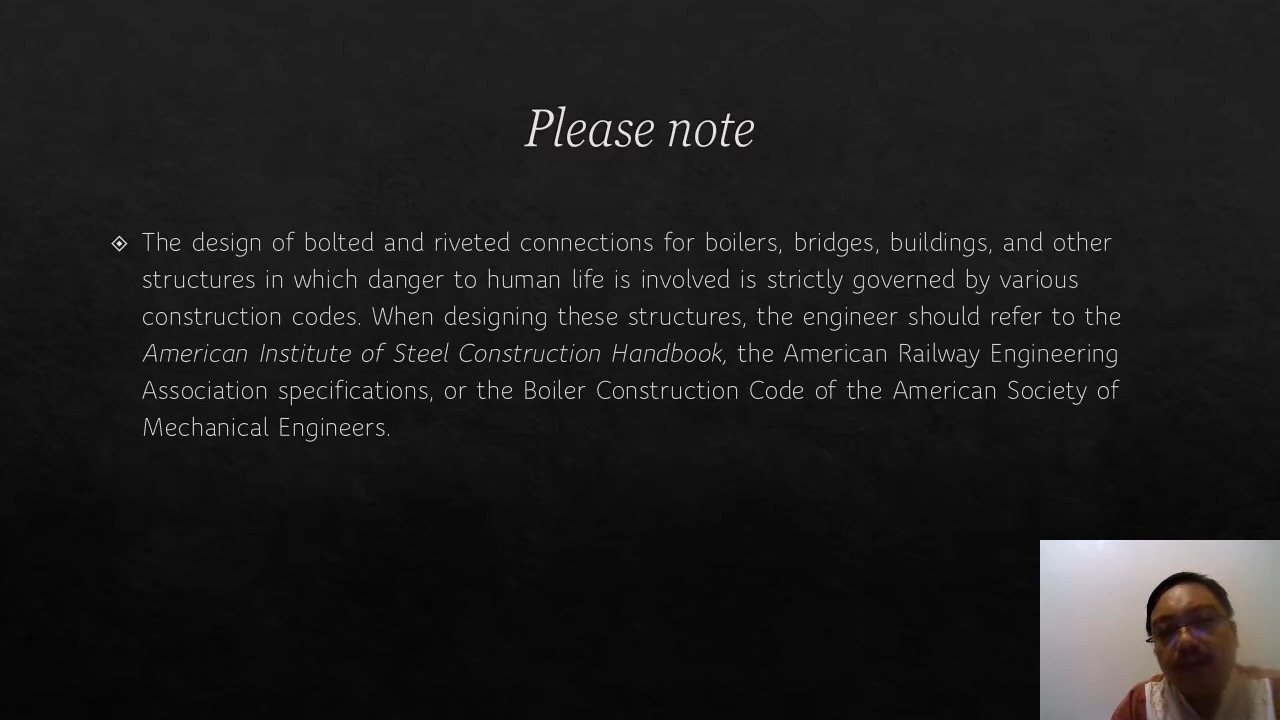 Please note
The design of bolted and riveted connections for boilers, bridges, buildings, and other
structures in which danger to human life is involved is strictly governed by various
construction codes. When designing these structures, the engineer should refer to the
American Institute of Steel Construction Handbook, the American Railway Engineering
Association specifications, or the Boiler Construction Code of the American Society of
Mechanical Engineers.